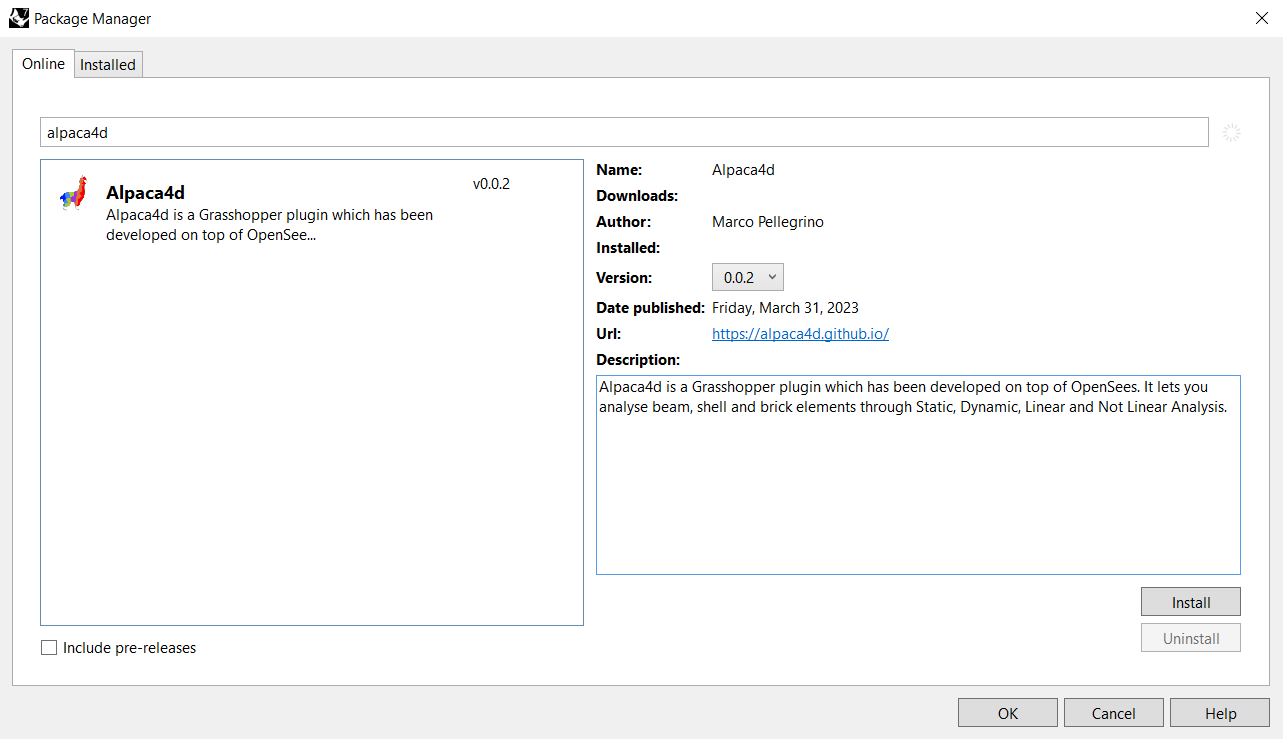 Package Manager
Online
Installed
alpaca4d
Alpaca4d
v0.0.2
Alpaca4d is a Grasshopper plugin which has been
developed on top of OpenSee...
Name: Alpaca4d
Downloads:
Author: Marco Pellegrino
Installed:
Version: 0.0.2
Date published: Friday, March 31, 2023
Url: https://alpaca4d.github.io/
Description:
Alpaca4d is a Grasshopper plugin which has been developed on top of OpenSees. It lets you
analyse beam, shell and brick elements through Static, Dynamic, Linear and Not Linear Analysis.
Install
Uninstall
Include pre-releases
OK
Cancel
Help